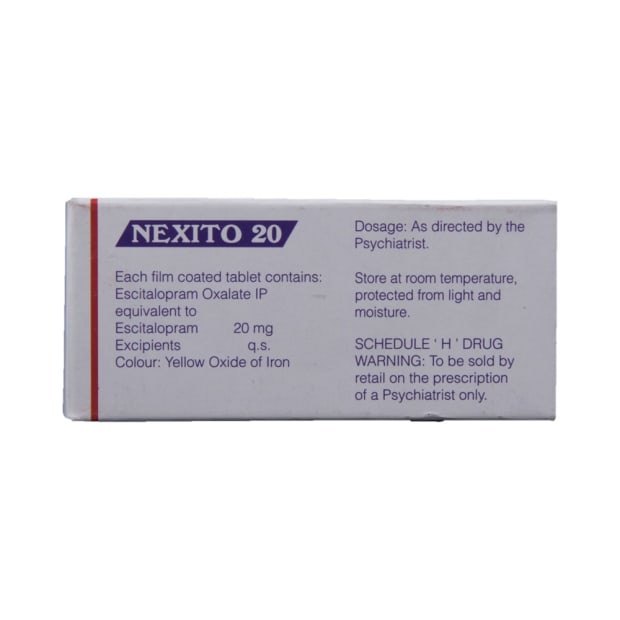 NEXITO 20
Each film coated tablet contains:
Escitalopram Oxalate IP
equivalent to
Escitalopram 20 mg
Excipients q.s.
Colour: Yellow Oxide of Iron
Dosage: As directed by the
Psychiatrist.
Store at room temperature,
protected from light and
moisture.
SCHEDULE ' H ' DRUG
WARNING: To be sold by
retail on the prescription
of a Psychiatrist only.